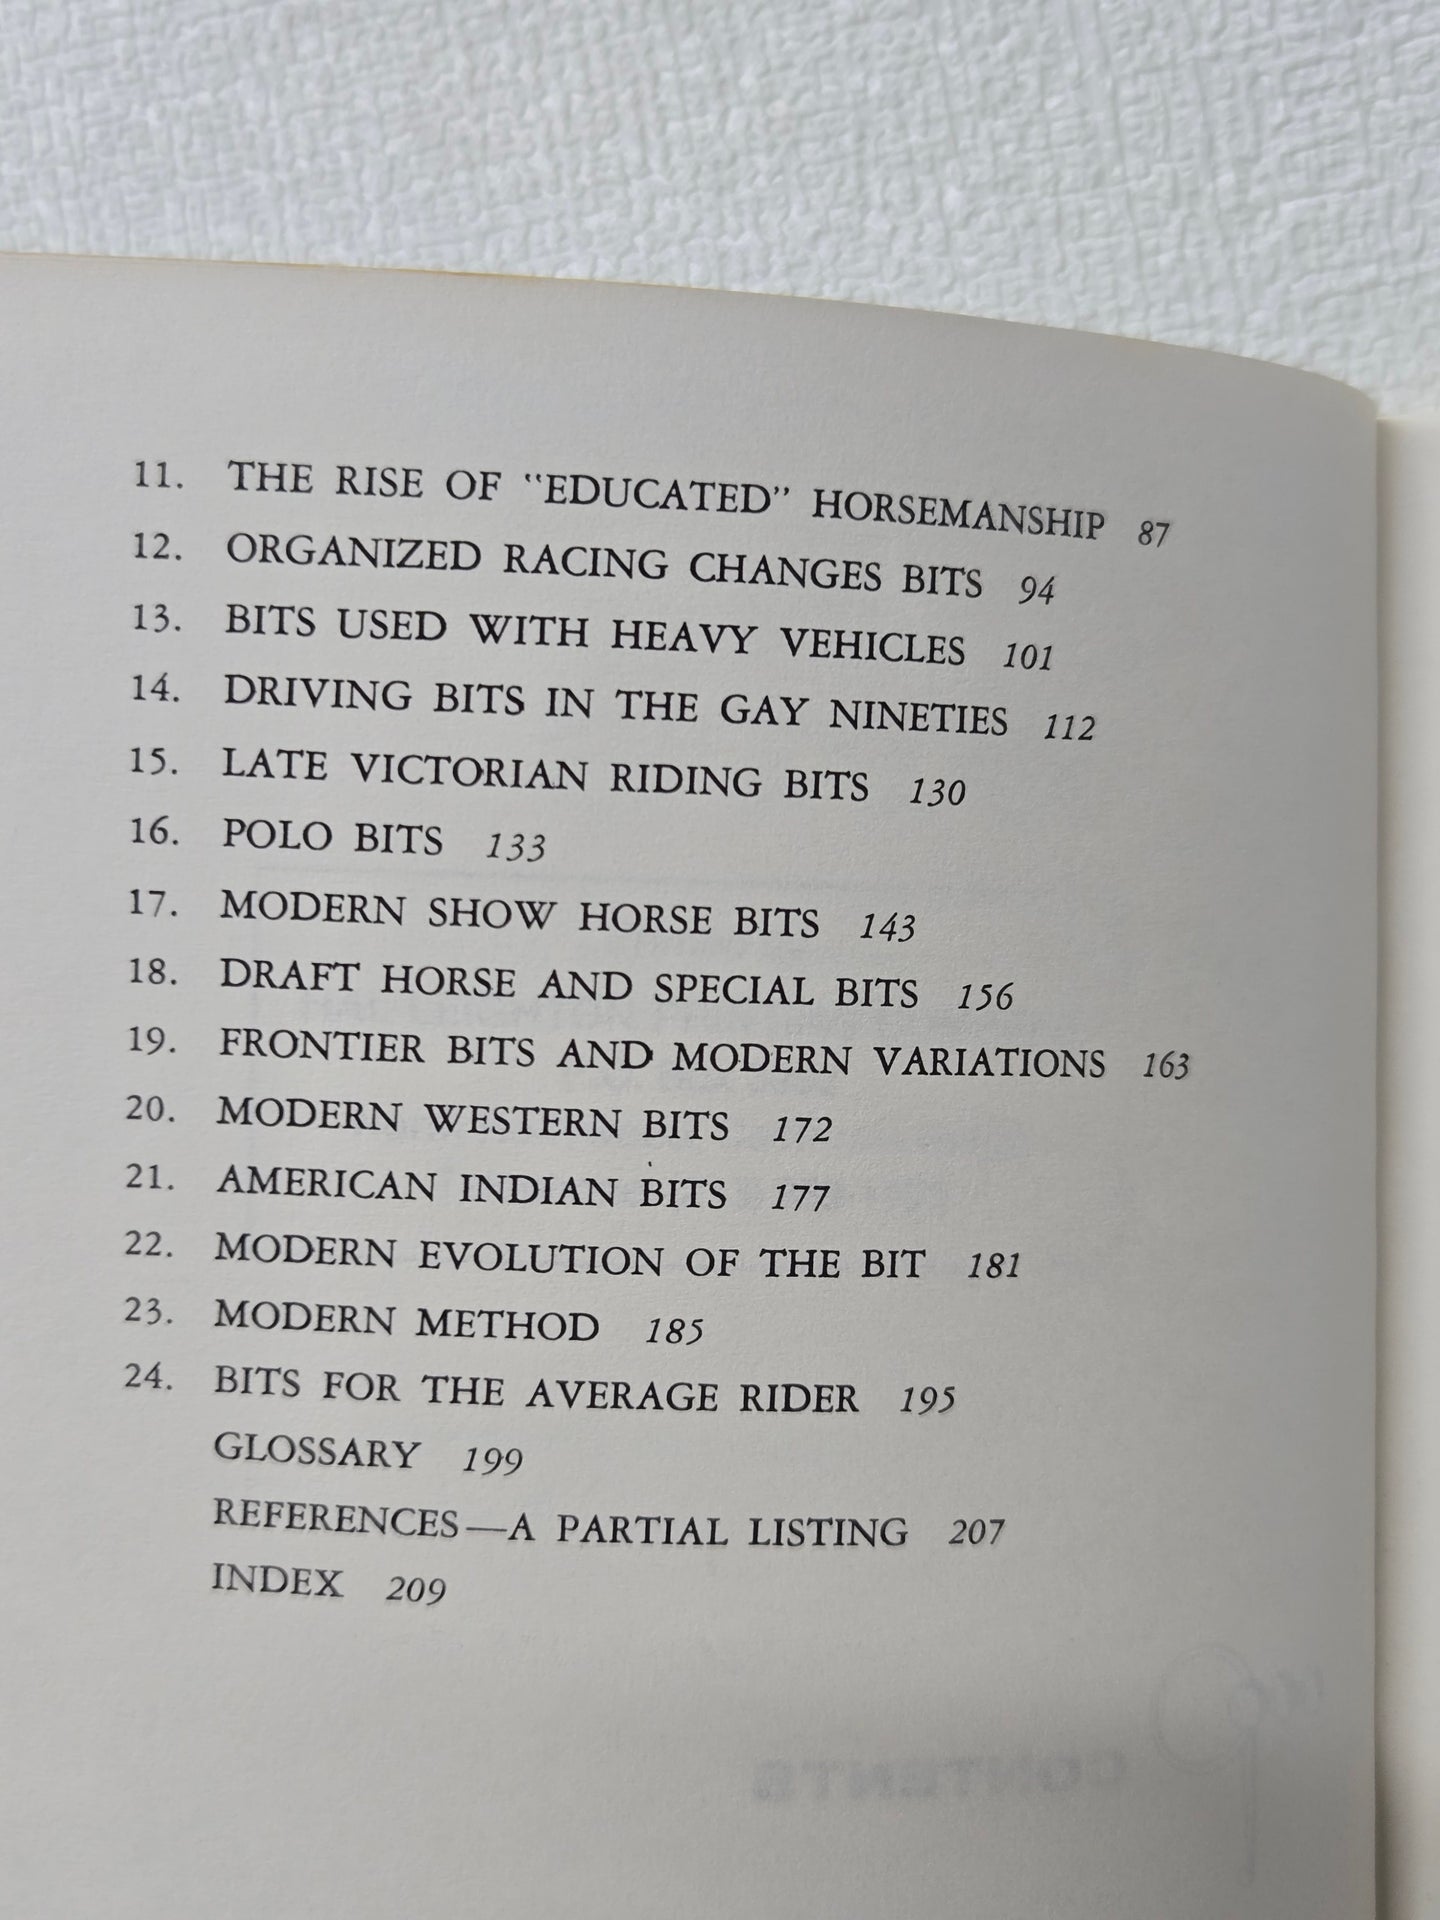 11. THE RISE OF "EDUCATED" HORSEMANSHIP 87
12. ORGANIZED RACING CHANGES BITS 94
13. BITS USED WITH HEAVY VEHICLES 101
14. DRIVING BITS IN THE GAY NINETIES 112
15. LATE VICTORIAN RIDING BITS 130
16. POLO BITS 133
17. MODERN SHOW HORSE BITS 143
18. DRAFT HORSE AND SPECIAL BITS 156
19. FRONTIER BITS AND MODERN VARIATIONS 163
20. MODERN WESTERN BITS 172
21. AMERICAN INDIAN BITS 177
22. MODERN EVOLUTION OF THE BIT 181
23. MODERN METHOD 185
24. BITS FOR THE AVERAGE RIDER 195
GLOSSARY 199
REFERENCES—A PARTIAL LISTING 207
INDEX 209
CONTENTS